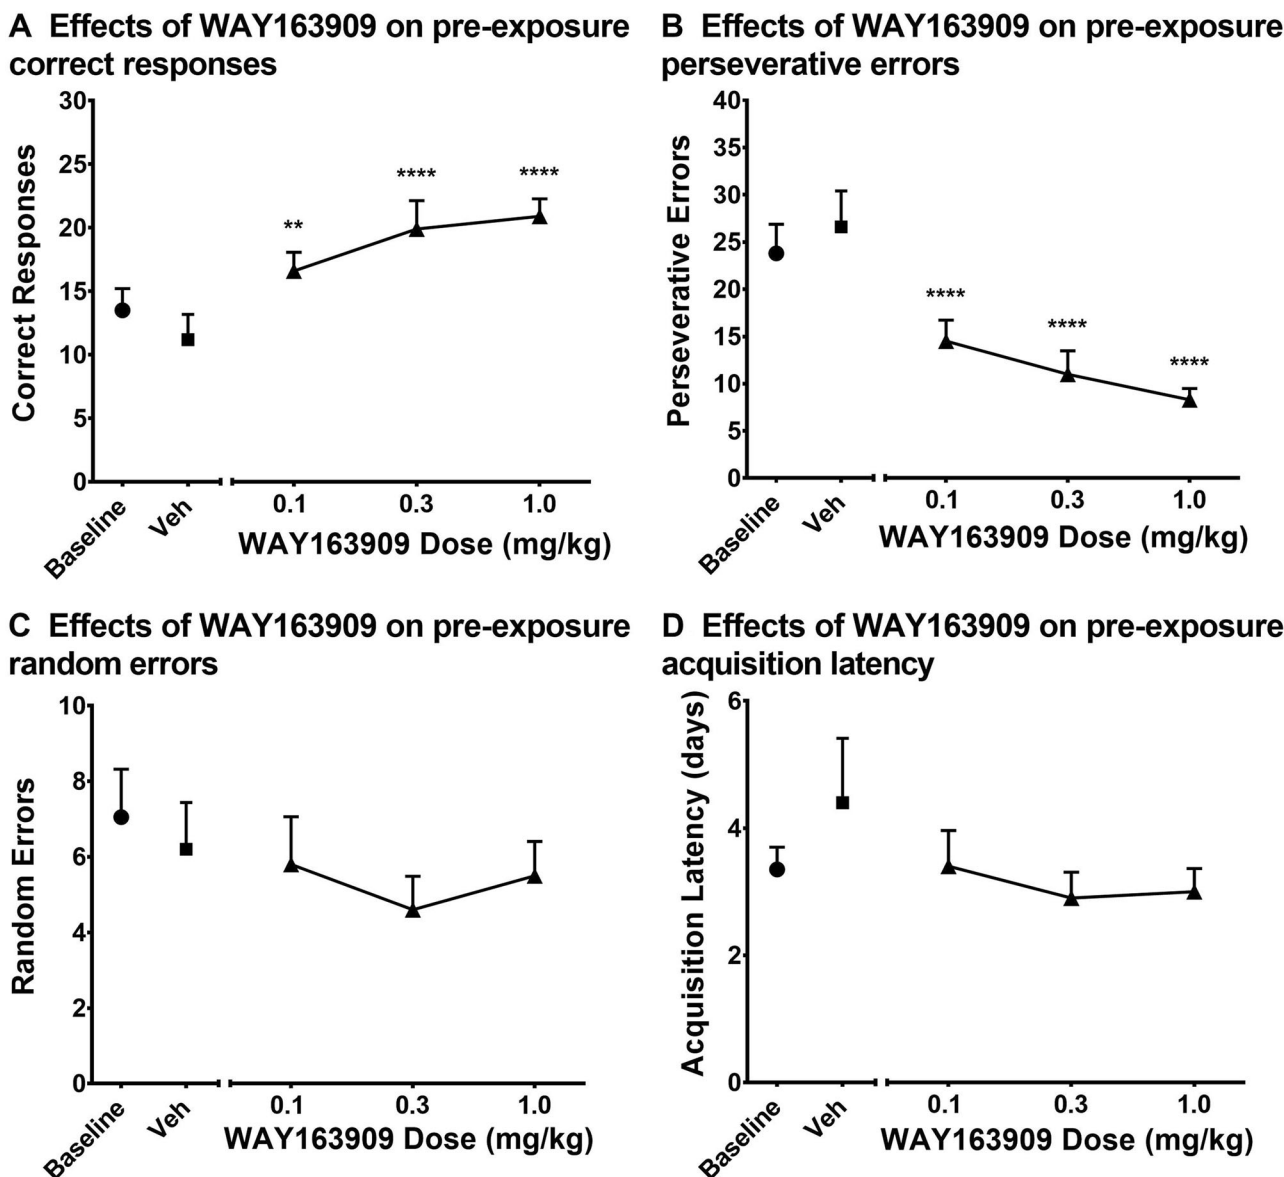 A Effects of WAY163909 on pre-exposure
correct responses
30
25
20
15
10
5
0
Correct Responses
**
****
****
Baseline
Veh
0.1
0.3
1.0
WAY163909 Dose (mg/kg)
B Effects of WAY163909 on pre-exposure
perseverative errors
40
35
30
25
20
15
10
5
0
Perseverative Errors
****
****
****
Baseline
Veh
0.1
0.3
1.0
WAY163909 Dose (mg/kg)
C Effects of WAY163909 on pre-exposure
random errors
10
8
6
4
2
0
Random Errors
Baseline
Veh
0.1
0.3
1.0
WAY163909 Dose (mg/kg)
D Effects of WAY163909 on pre-exposure
acquisition latency
6
4
2
0
Acquisition Latency (days)
Baseline
Veh
0.1
0.3
1.0
WAY163909 Dose (mg/kg)